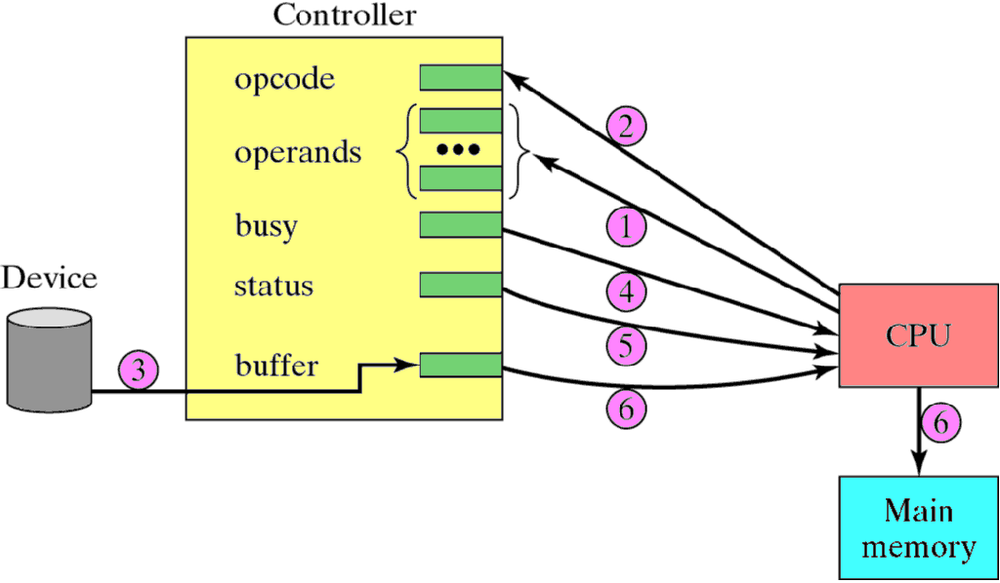 Controller
opcode
2
operands
1
busy
Device
status
4
CPU
5
3
buffer
6
6
Main
memory